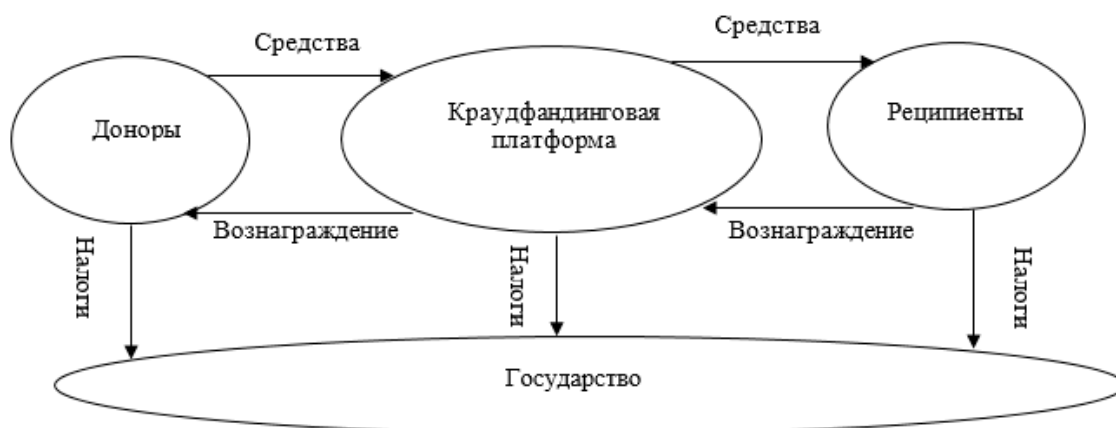 Средства
Средства
Доноры
Краудфандинговая
платформа
Реципиенты
Вознаграждение
Вознаграждение
Налоги
Налоги
Налоги
Государство